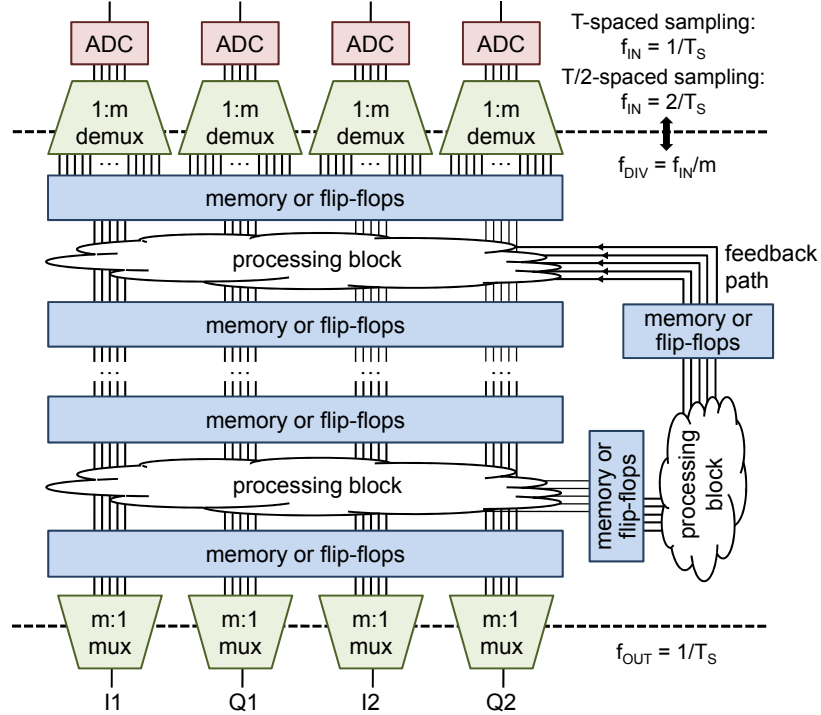 ADC ADC ADC ADC
T-spaced sampling:
f_IN = 1/T_S
T/2-spaced sampling:
f_IN = 2/T_S
1:m 1:m 1:m 1:m
demux demux demux demux
f_DIV = f_IN/m
... ... ... ...
memory or flip-flops
processing block
feedback
path
memory or flip-flops
memory or
flip-flops
... ... ... ...
memory or flip-flops
processing block
memory or
flip-flops
processing
block
memory or flip-flops
m:1 m:1 m:1 m:1
mux mux mux mux
f_OUT = 1/T_S
I1 Q1 I2 Q2